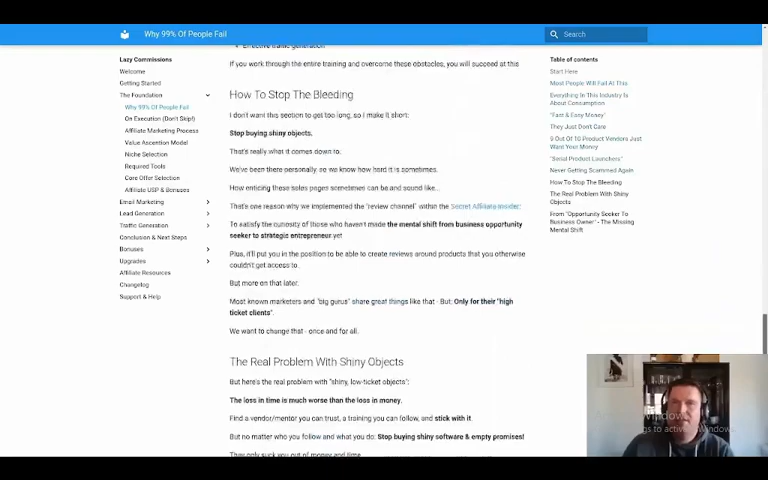 Why 99% Of People Fail
Search
Lazy Commissions
Welcome
Getting Started
The Foundation
Why 99% Of People Fail
On Execution (Don't Skip!)
Affiliate Marketing Process
Value Ascention Model
Niche Selection
Required Tools
Core Offer Selection
Affiliate USP & Bonuses
Email Marketing
Lead Generation
Traffic Generation
Conclusion & Next Steps
Bonuses
Upgrades
Affiliate Resources
Changelog
Support & Help
Effective traffic generation
If you work through the entire training and overcome these obstacles, you will succeed at this
How To Stop The Bleeding
I don't want this section to get too long, so I make it short:
Stop buying shiny objects.
That's really what it comes down to.
We've been there personally so we know how hard it is sometimes.
How enticing these sales pages sometimes can be and sound like...
That's one reason why we implemented the "review channel" within the Secret Affiliate Insider:
To satisfy the curiosity of those who haven't made the mental shift from business opportunity
seeker to strategic entrepreneur yet
Plus, it'll put you in the position to be able to create reviews around products that you otherwise
couldn't get access to.
But more on that later.
Most known marketers and "big gurus" share great things like that - But: Only for their "high
ticket clients".
We want to change that - once and for all.
The Real Problem With Shiny Objects
But here's the real problem with "shiny, low-ticket objects":
The loss in time is much worse than the loss in money.
Find a vendor/mentor you can trust, a training you can follow, and stick with it.
But no matter who you follow and what you do: Stop buying shiny software & empty promises!
They only suck you out of money and time.
Table of contents
Start Here
Most People Will Fail At This
Everything In This Industry Is
About Consumption
"Fast & Easy Money"
They Just Don't Care
9 Out Of 10 Product Vendors Just
Want Your Money
"Serial Product Launchers"
Never Getting Scammed Again
How To Stop The Bleeding
The Real Problem With Shiny
Objects
From "Opportunity Seeker To
Business Owner" - The Missing
Mental Shift